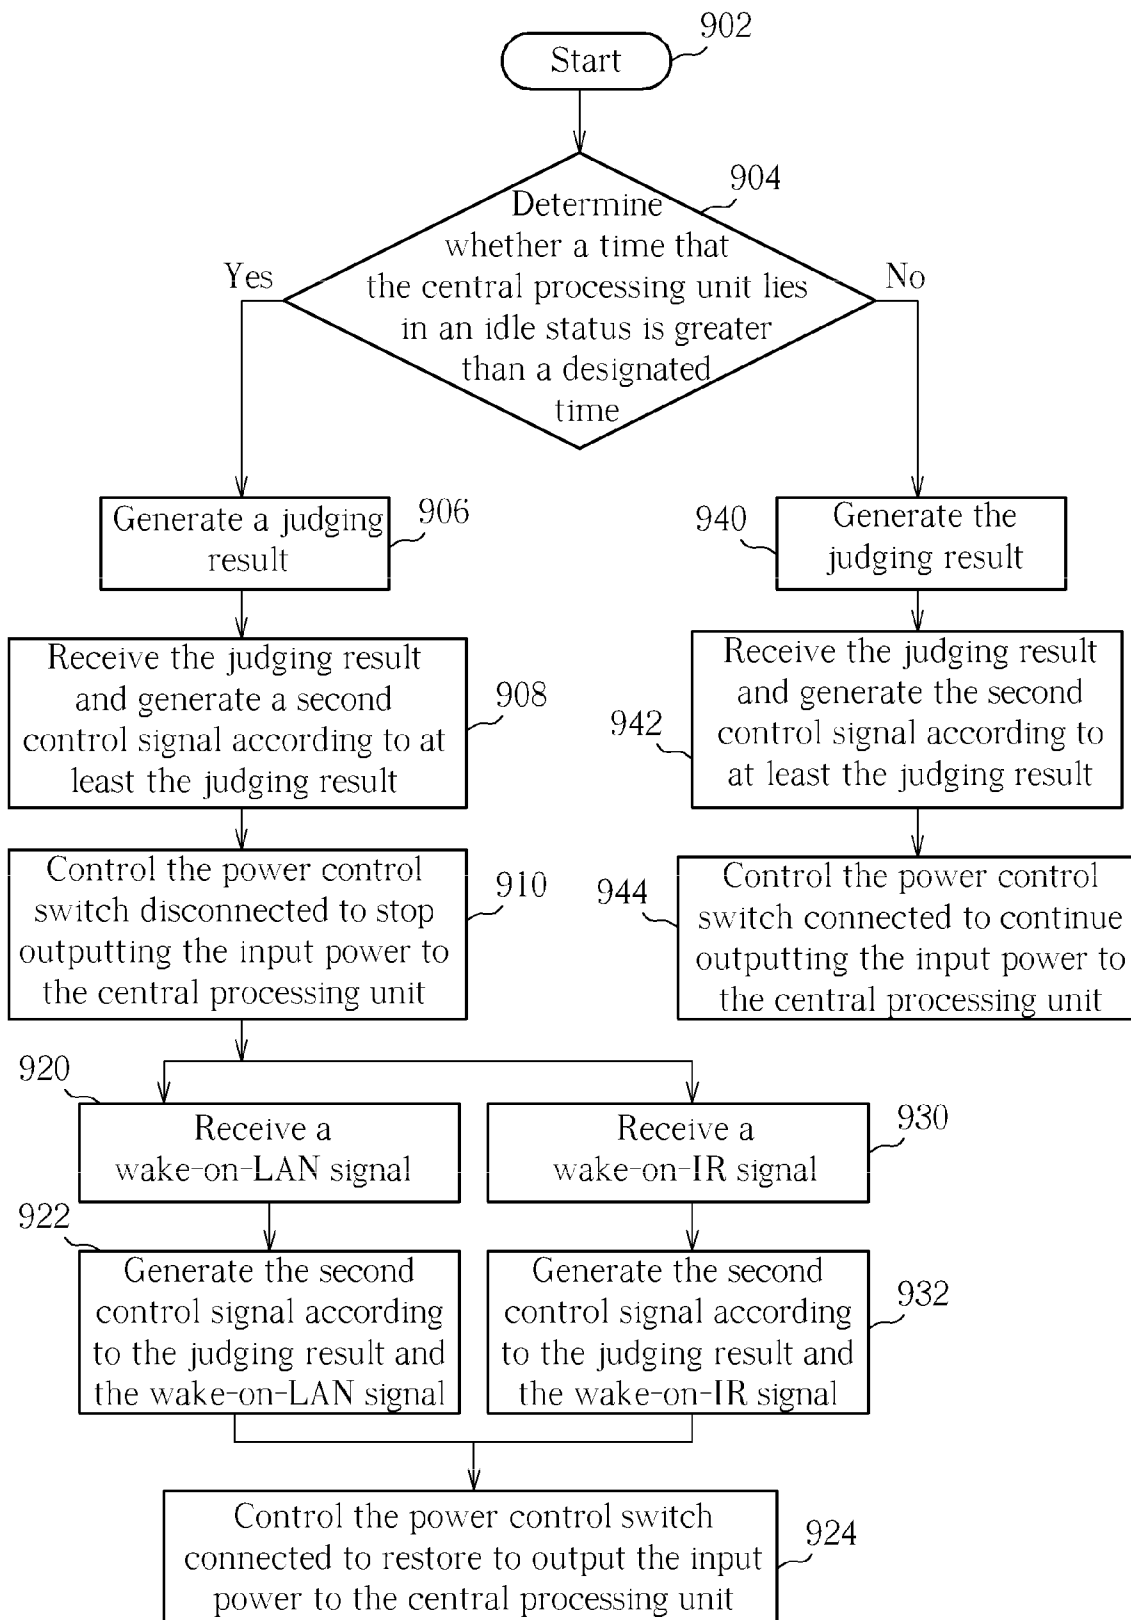 902
Start
904
Determine
whether a time that
the central processing unit lies
in an idle status is greater
than a designated
time
Yes
No
Generate a judging
result
906
940
Generate the
judging result
Receive the judging result
and generate a second
control signal according to at
least the judging result
908
942
Receive the judging result
and generate the second
control signal according to
at least the judging result
Control the power control
switch disconnected to stop
outputting the input power to
the central processing unit
910
944
Control the power control
switch connected to continue
outputting the input power to
the central processing unit
920
Receive a
wake-on-LAN signal
Receive a
wake-on-IR signal
930
922
Generate the second
control signal according
to the judging result and
the wake-on-LAN signal
Generate the second
control signal according
to the judging result and
the wake-on-IR signal
932
Control the power control switch
connected to restore to output the input
power to the central processing unit
924